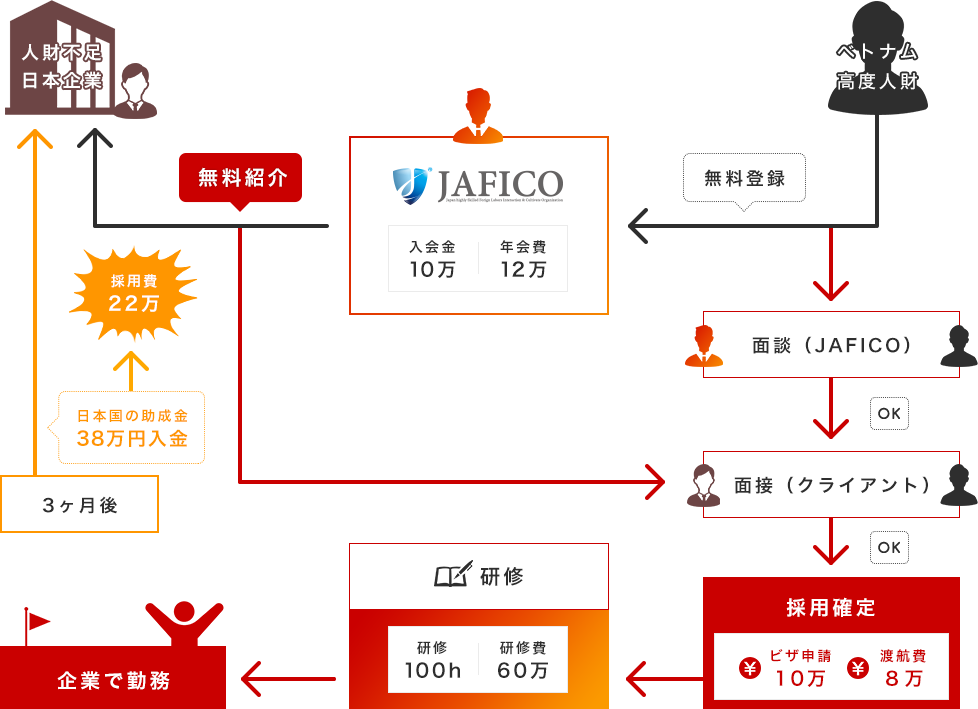 人財不足
日本企業
ベトナム
高度人財
無料紹介
JAFICO
Japan highly Skilled Foreign Labors Interaction & Cultivate Organization
無料登録
入会金
10万
年会費
12万
採用費
22万
面談（JAFICO）
OK
日本国の助成金
38万円入金
3ヶ月後
面接（クライアント）
OK
研修
採用確定
研修
100h
研修費
60万
¥
ビザ申請
10万
¥
渡航費
8万
企業で勤務